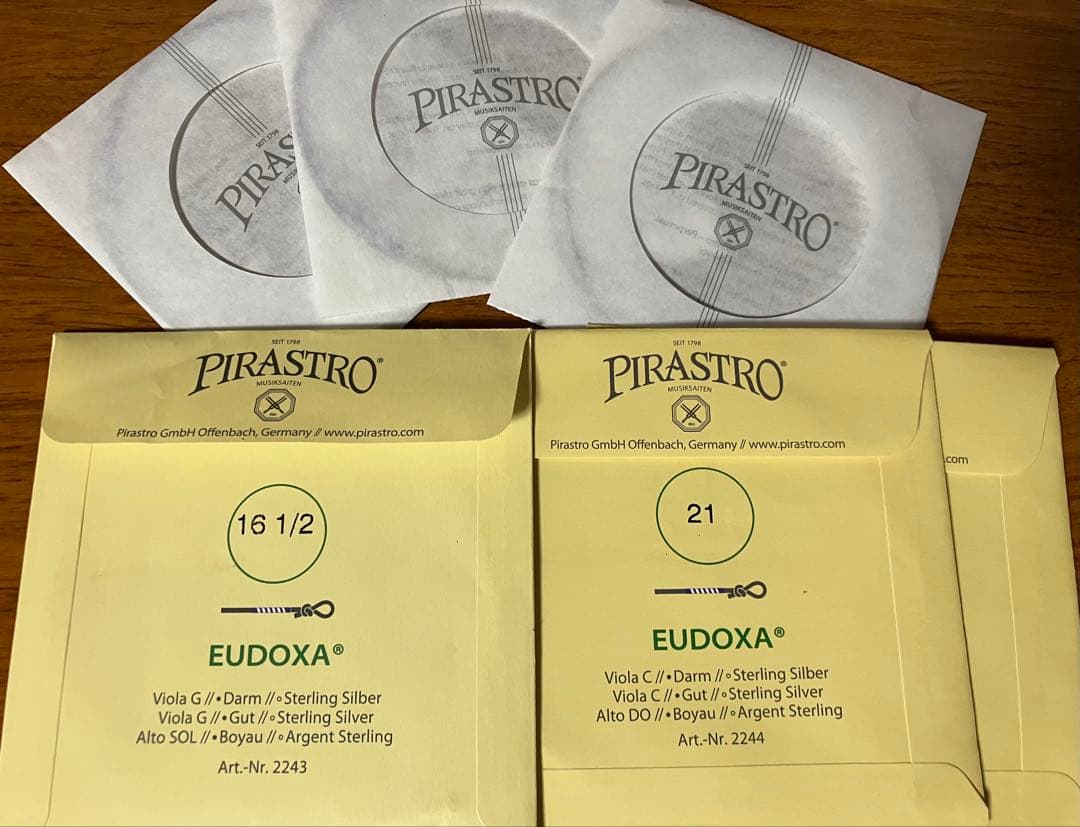 SEIT 1798
PIRA
SEIT 1798
PIRASTRO
MUSIKSAITEN
SEIT 1798
PIRASTRO®
MUSIKSAITEN
SEIT 1798
PIRASTRO®
MUSIKSAITEN
Pirastro GmbH Offenbach, Germany // www.pirastro.com
16 1/2
EUDOXA®
Viola G //•Darm //∘Sterling Silber
Viola G //•Gut //∘Sterling Silver
Alto SOL //•Boyau //∘Argent Sterling
Art.-Nr. 2243
SEIT 1798
PIRASTRO®
MUSIKSAITEN
Pirastro GmbH Offenbach, Germany // www.pirastro.com
21
EUDOXA®
Viola C //•Darm //∘Sterling Silber
Viola C //•Gut //∘Sterling Silver
Alto DO //•Boyau //∘Argent Sterling
Art.-Nr. 2244
.com